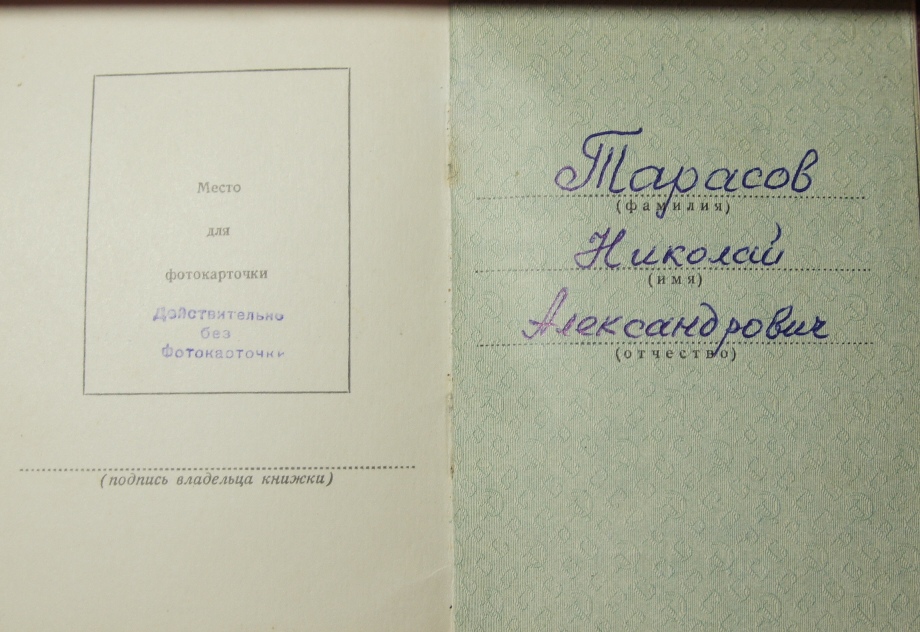 Место
для
фотокарточки
Действительно
без
Фотокарточки
(подпись владельца книжки)
Тарасов
(фамилия)
Николай
(имя)
Александрович
(отчество)